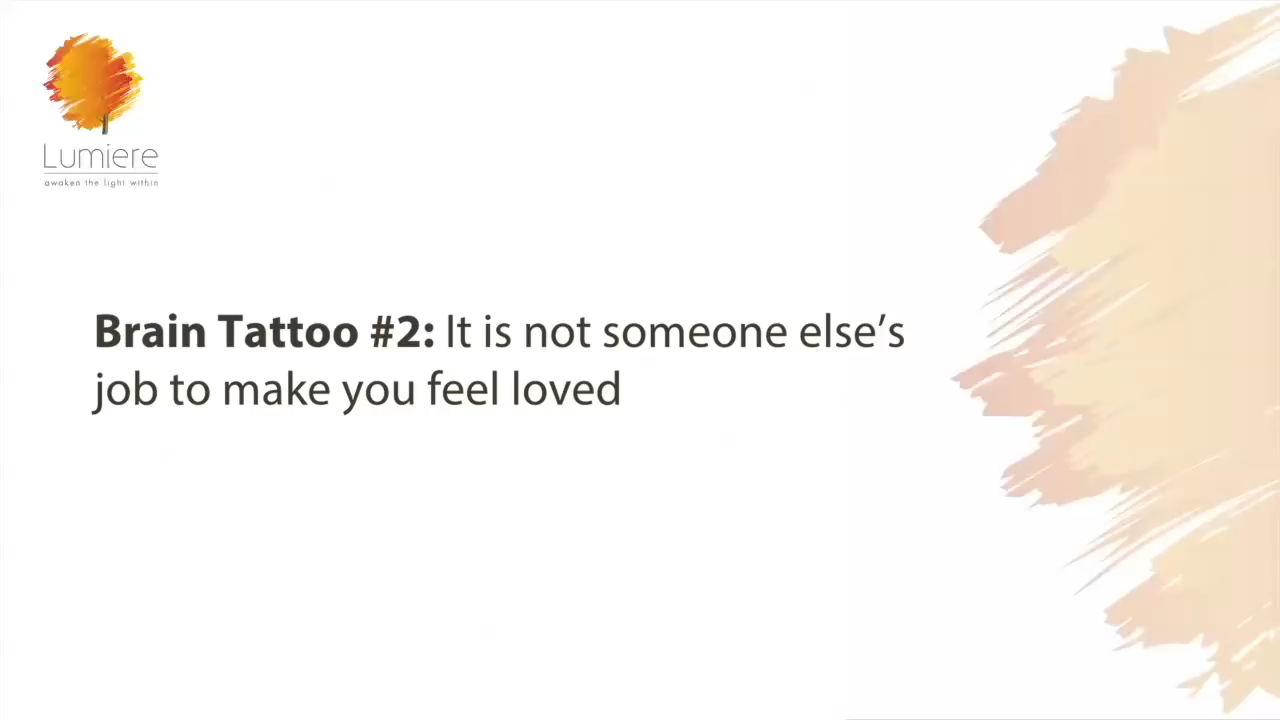 Lumiere
awaken the light within
Brain Tattoo #2: It is not someone else’s
job to make you feel loved